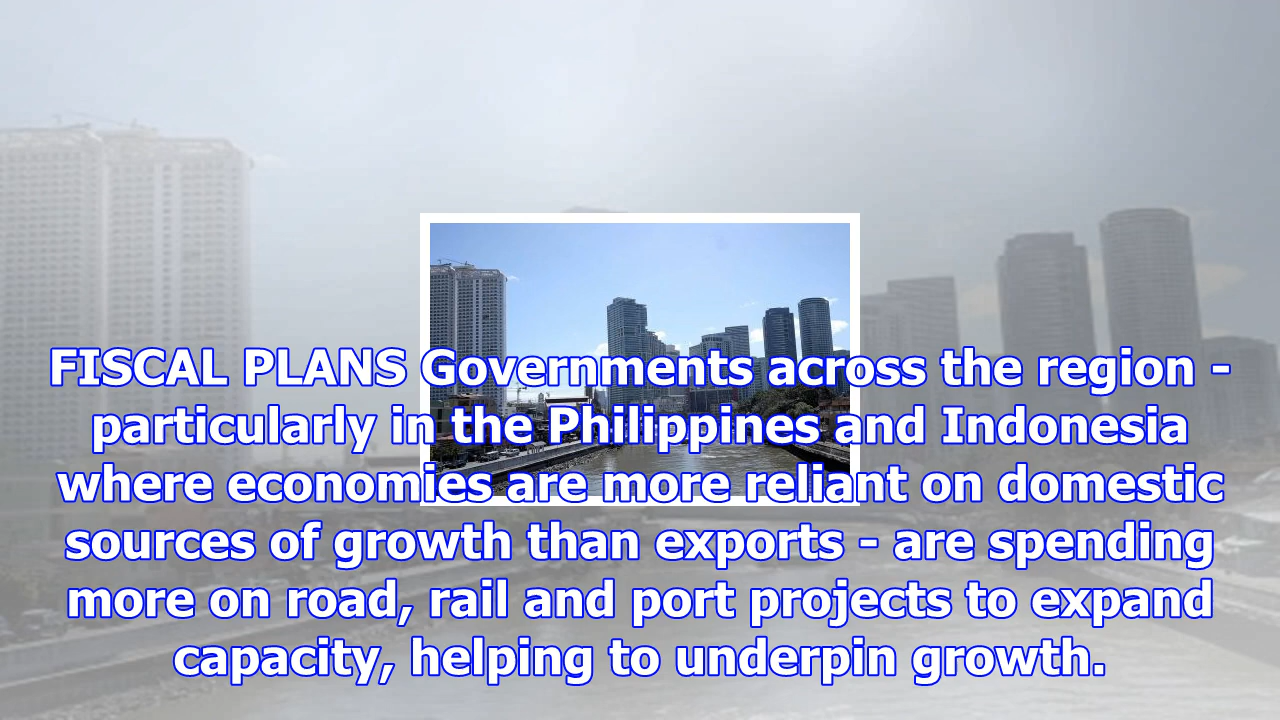 FISCAL PLANS Governments across the region -
particularly in the Philippines and Indonesia
where economies are more reliant on domestic
sources of growth than exports - are spending
more on road, rail and port projects to expand
capacity, helping to underpin growth.